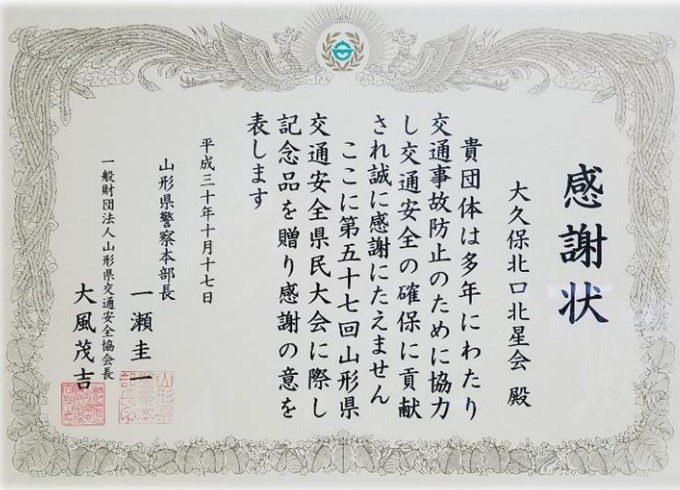 感謝状
大久保北口北星会 殿
貴団体は多年にわたり
交通事故防止のために協力
し交通安全の確保に貢献
され誠に感謝にたえません
ここに第五十七回山形県
交通安全県民大会に際し
記念品を贈り感謝の意を
表します
平成三十年十月十七日
山形県警察本部長
一瀬圭一
一般財団法人山形県交通安全協会長
大風茂吉